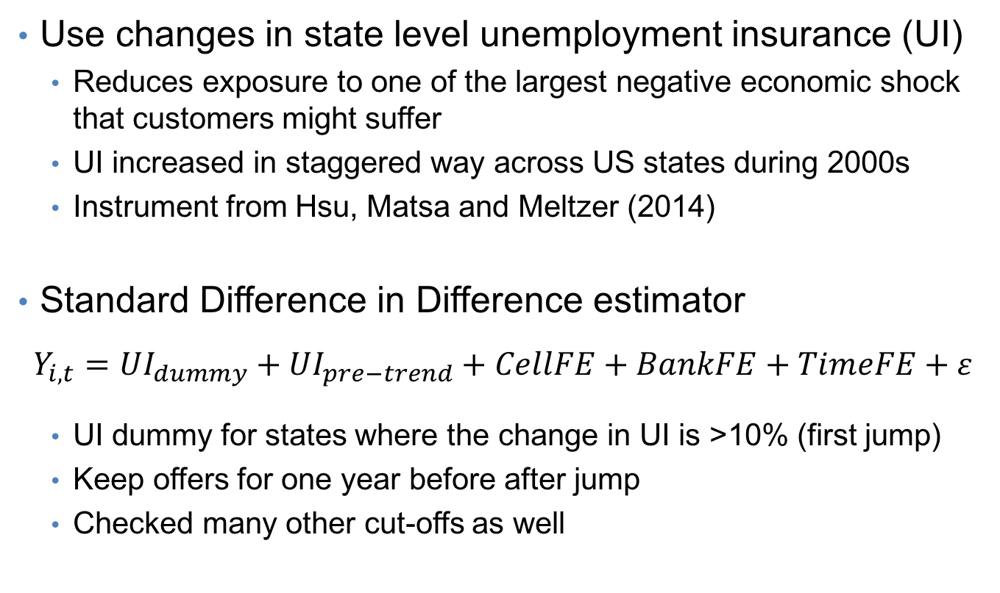 • Use changes in state level unemployment insurance (UI)
• Reduces exposure to one of the largest negative economic shock
that customers might suffer
• UI increased in staggered way across US states during 2000s
• Instrument from Hsu, Matsa and Meltzer (2014)
• Standard Difference in Difference estimator
Y_{i,t} = UI_{dummy} + UI_{pre−trend} + CellFE + BankFE + TimeFE + ε
• UI dummy for states where the change in UI is >10% (first jump)
• Keep offers for one year before after jump
• Checked many other cut-offs as well